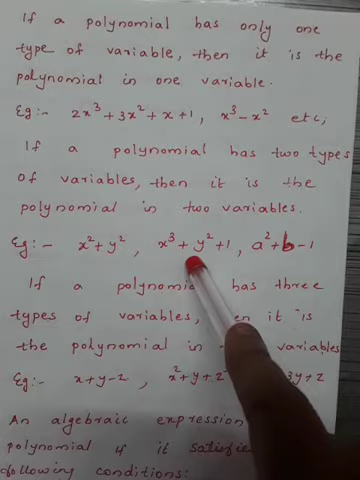 If a polynomial has only one
type of variable, then it is the
polynomial in one variable.
Eg:- 2x³+3x²+x+1, x³-x² etc,
If a polynomial has two types
of variables, then it is the
polynomial in two variables.
Eg:- x²+y², x³+y²+1, a²+b-1
If a polynomial has three
types of variables, then it is
the polynomial in variables
Eg:- x+y-z, x²+y+z 3y+z
An algebraic expression
polynomial if it satisfie
following conditions: